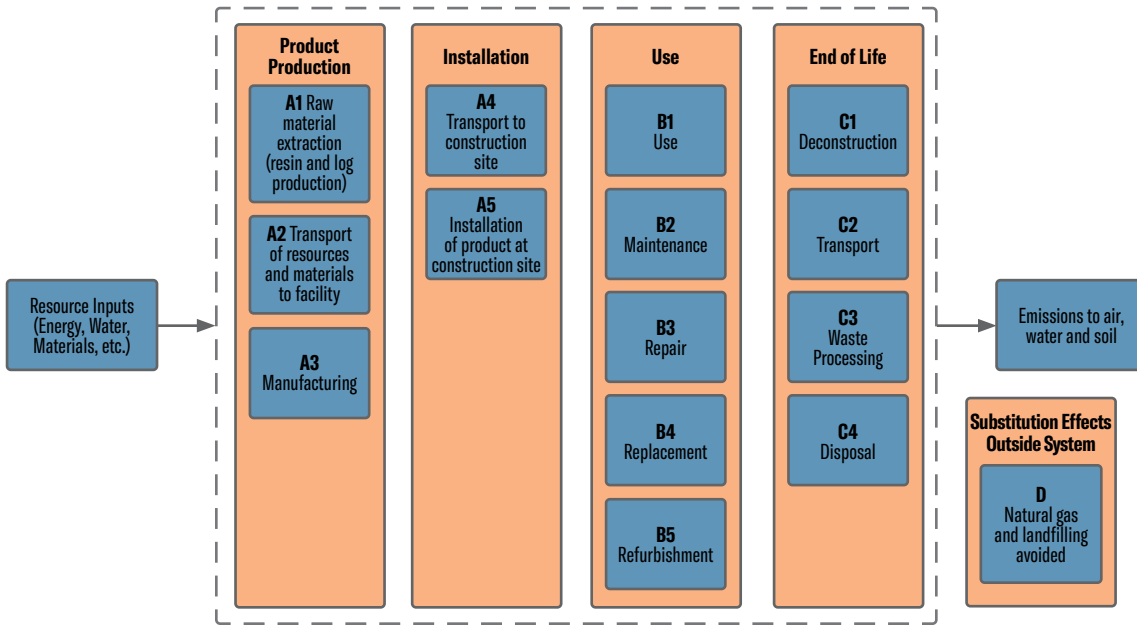 Resource Inputs
(Energy, Water,
Materials, etc.)
Product
Production
A1 Raw
material
extraction
(resin and log
production)
A2 Transport
of resources
and materials
to facility
A3
Manufacturing
Installation
A4
Transport to
construction
site
A5
Installation
of product at
construction site
Use
B1
Use
B2
Maintenance
B3
Repair
B4
Replacement
B5
Refurbishment
End of Life
C1
Deconstruction
C2
Transport
C3
Waste
Processing
C4
Disposal
Emissions to air,
water and soil
Substitution Effects
Outside System
D
Natural gas
and landfilling
avoided